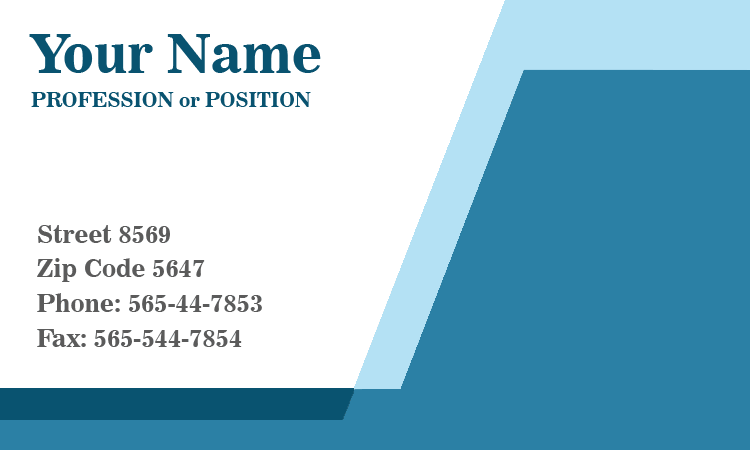 Your Name
PROFESSION or POSITION
Street 8569
Zip Code 5647
Phone: 565-44-7853
Fax: 565-544-7854